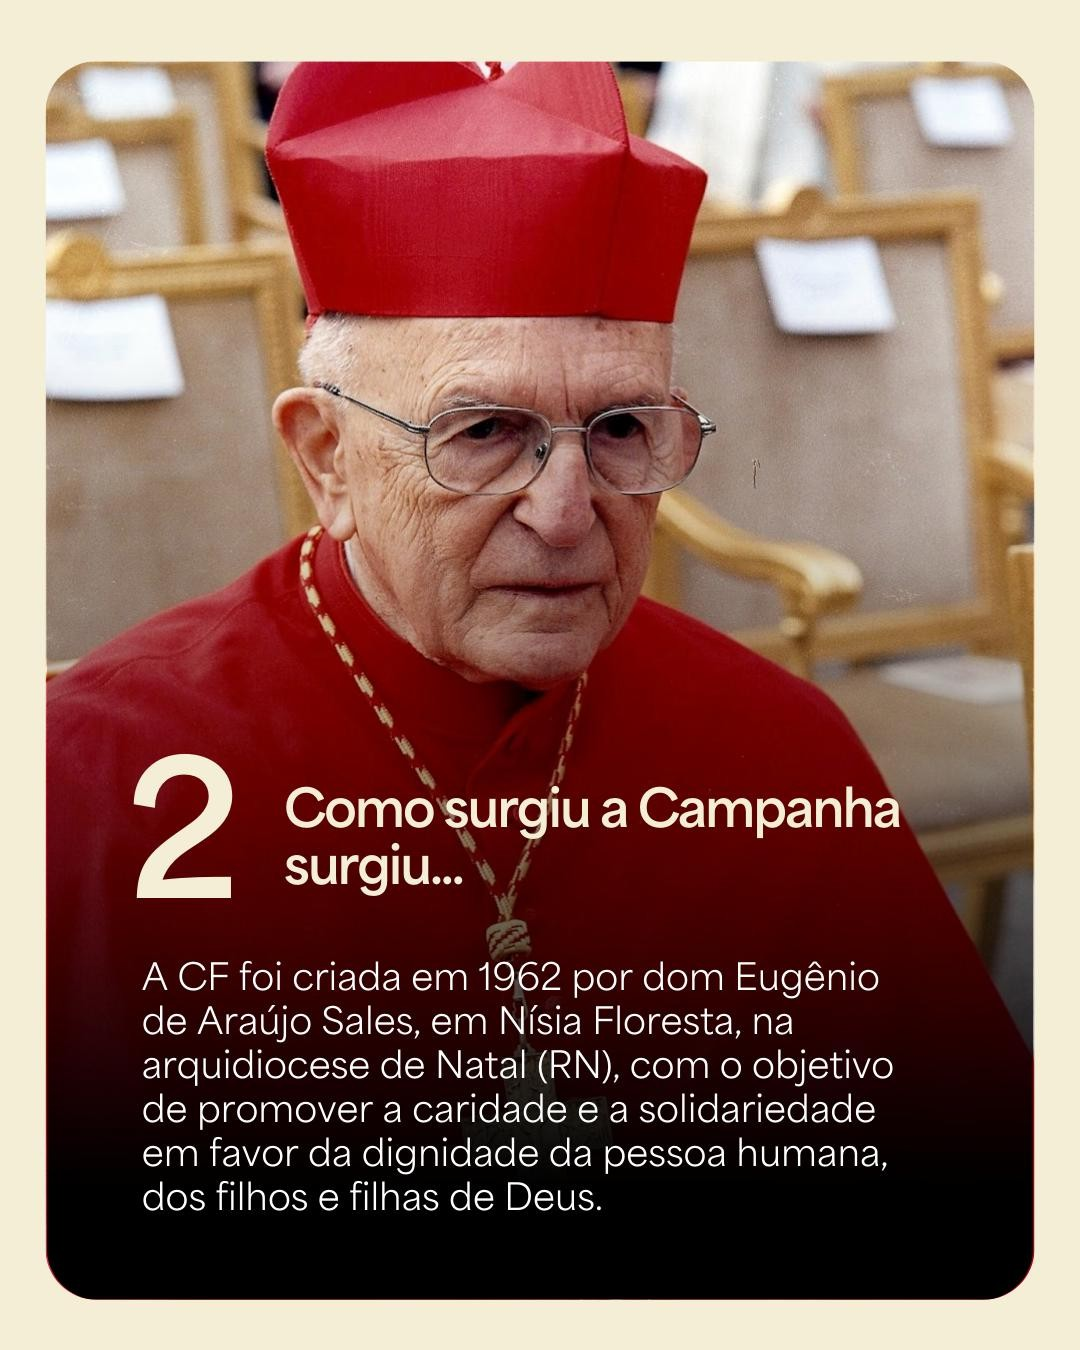 2
Como surgiu a Campanha
surgiu...
A CF foi criada em 1962 por dom Eugênio
de Araújo Sales, em Nísia Floresta, na
arquidiocese de Natal (RN), com o objetivo
de promover a caridade e a solidariedade
em favor da dignidade da pessoa humana,
dos filhos e filhas de Deus.